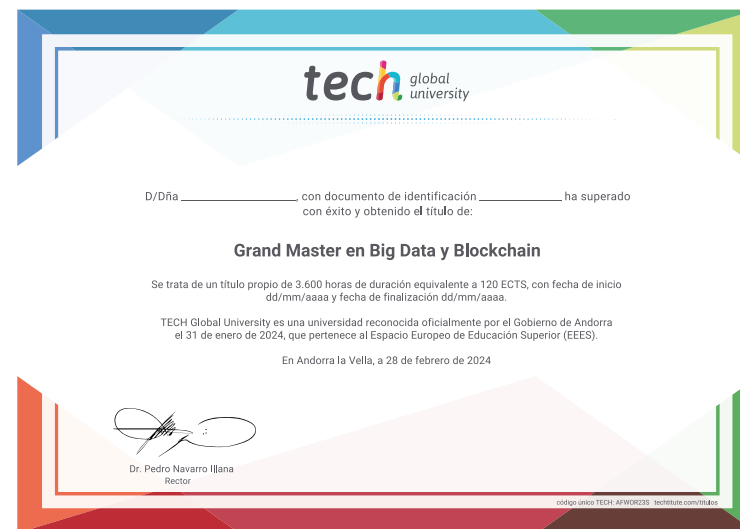 tech global university
D/Dña ____________, con documento de identificación ____________ ha superado
con éxito y obtenido el título de:
Grand Master en Big Data y Blockchain
Se trata de un título propio de 3.600 horas de duración equivalente a 120 ECTS, con fecha de inicio
dd/mm/aaaa y fecha de finalización dd/mm/aaaa.
TECH Global University es una universidad reconocida oficialmente por el Gobierno de Andorra
el 31 de enero de 2024, que pertenece al Espacio Europeo de Educación Superior (EEES).
En Andorra la Vella, a 28 de febrero de 2024
Dr. Pedro Navarro Illana
Rector
código único TECH: AFWOR23S techtitute.com/titulos